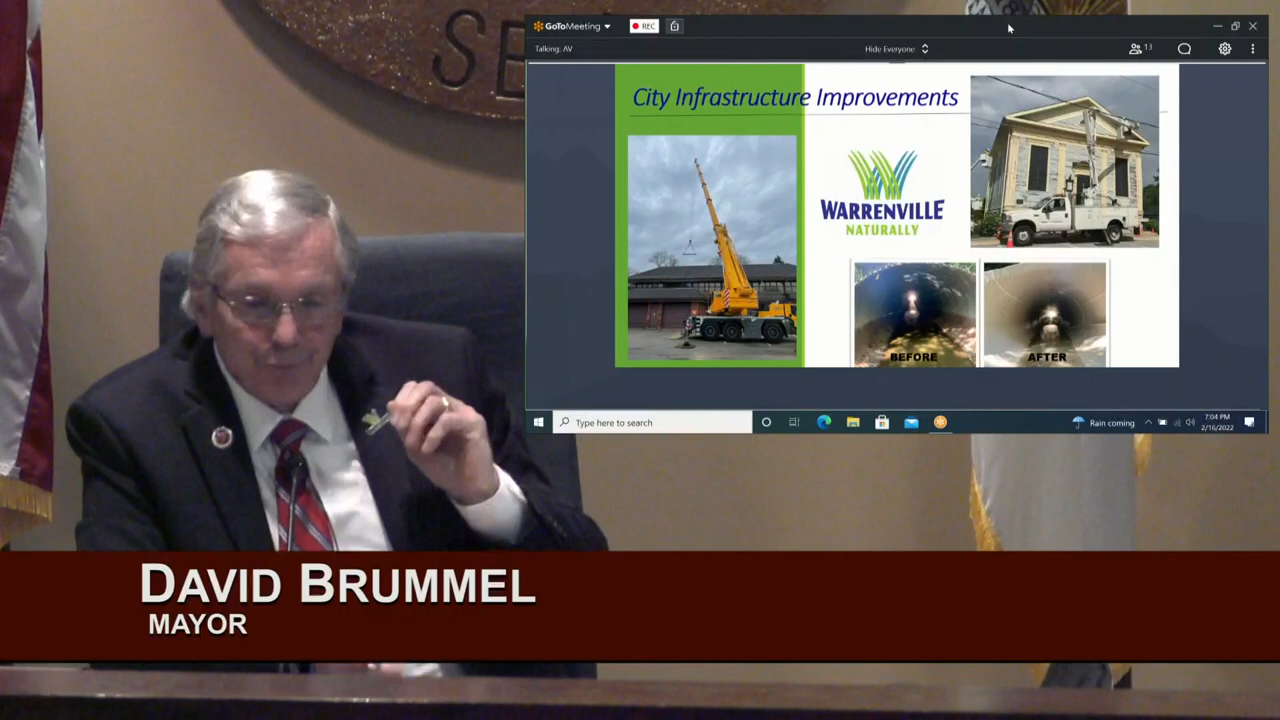 SE
GoToMeeting
REC
Talking: AV
Hide Everyone
13
City Infrastructure Improvements
WARRENVILLE
NATURALLY
BEFORE
AFTER
Type here to search
Rain coming
7:04 PM
2/16/2022
DAVID BRUMMEL
MAYOR